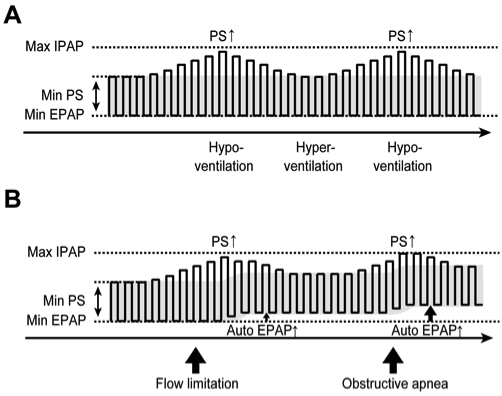 A
PS↑ PS↑
Max IPAP
Min PS
Min EPAP
Hypo- Hyper- Hypo-
ventilation ventilation ventilation
B
PS↑ PS↑
Max IPAP
Min PS
Min EPAP
Auto EPAP↑ Auto EPAP↑
Flow limitation Obstructive apnea